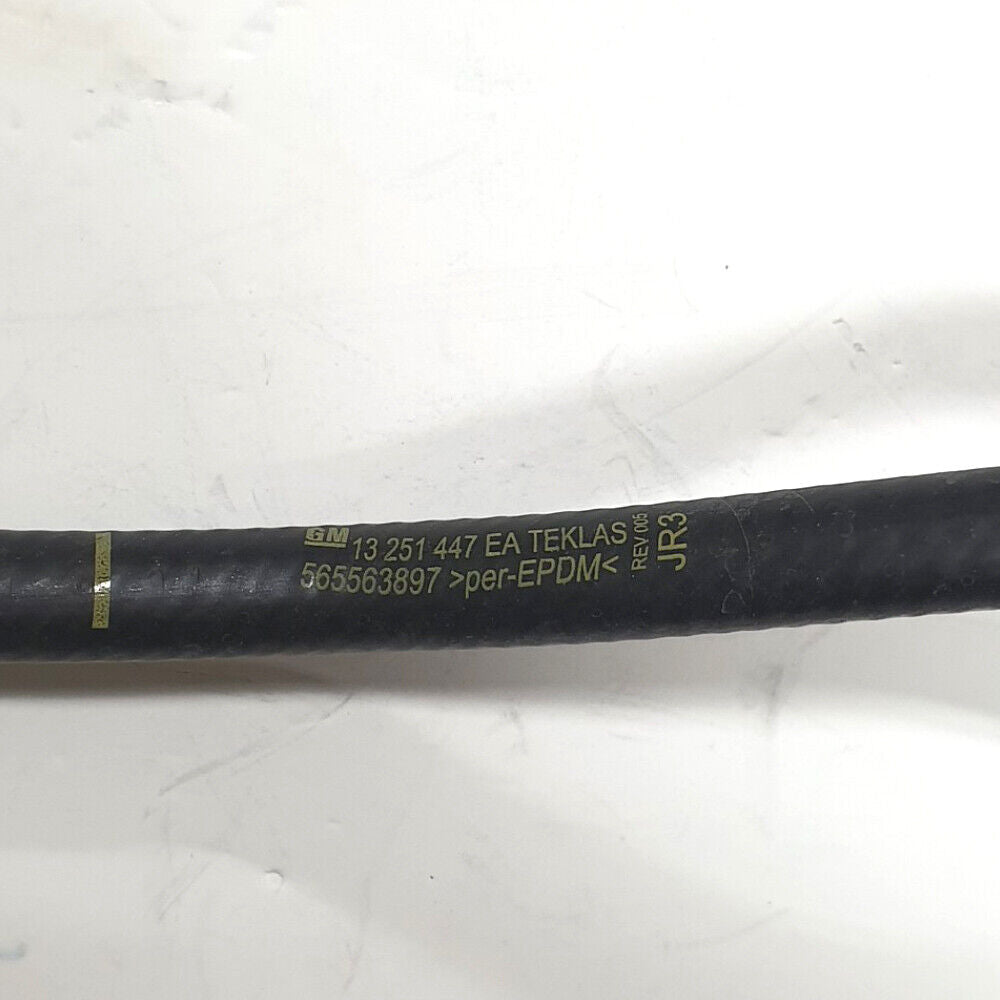 GM 13 251 447 EA TEKLAS
565563897 >per-EPDM<
REV 005
JR3